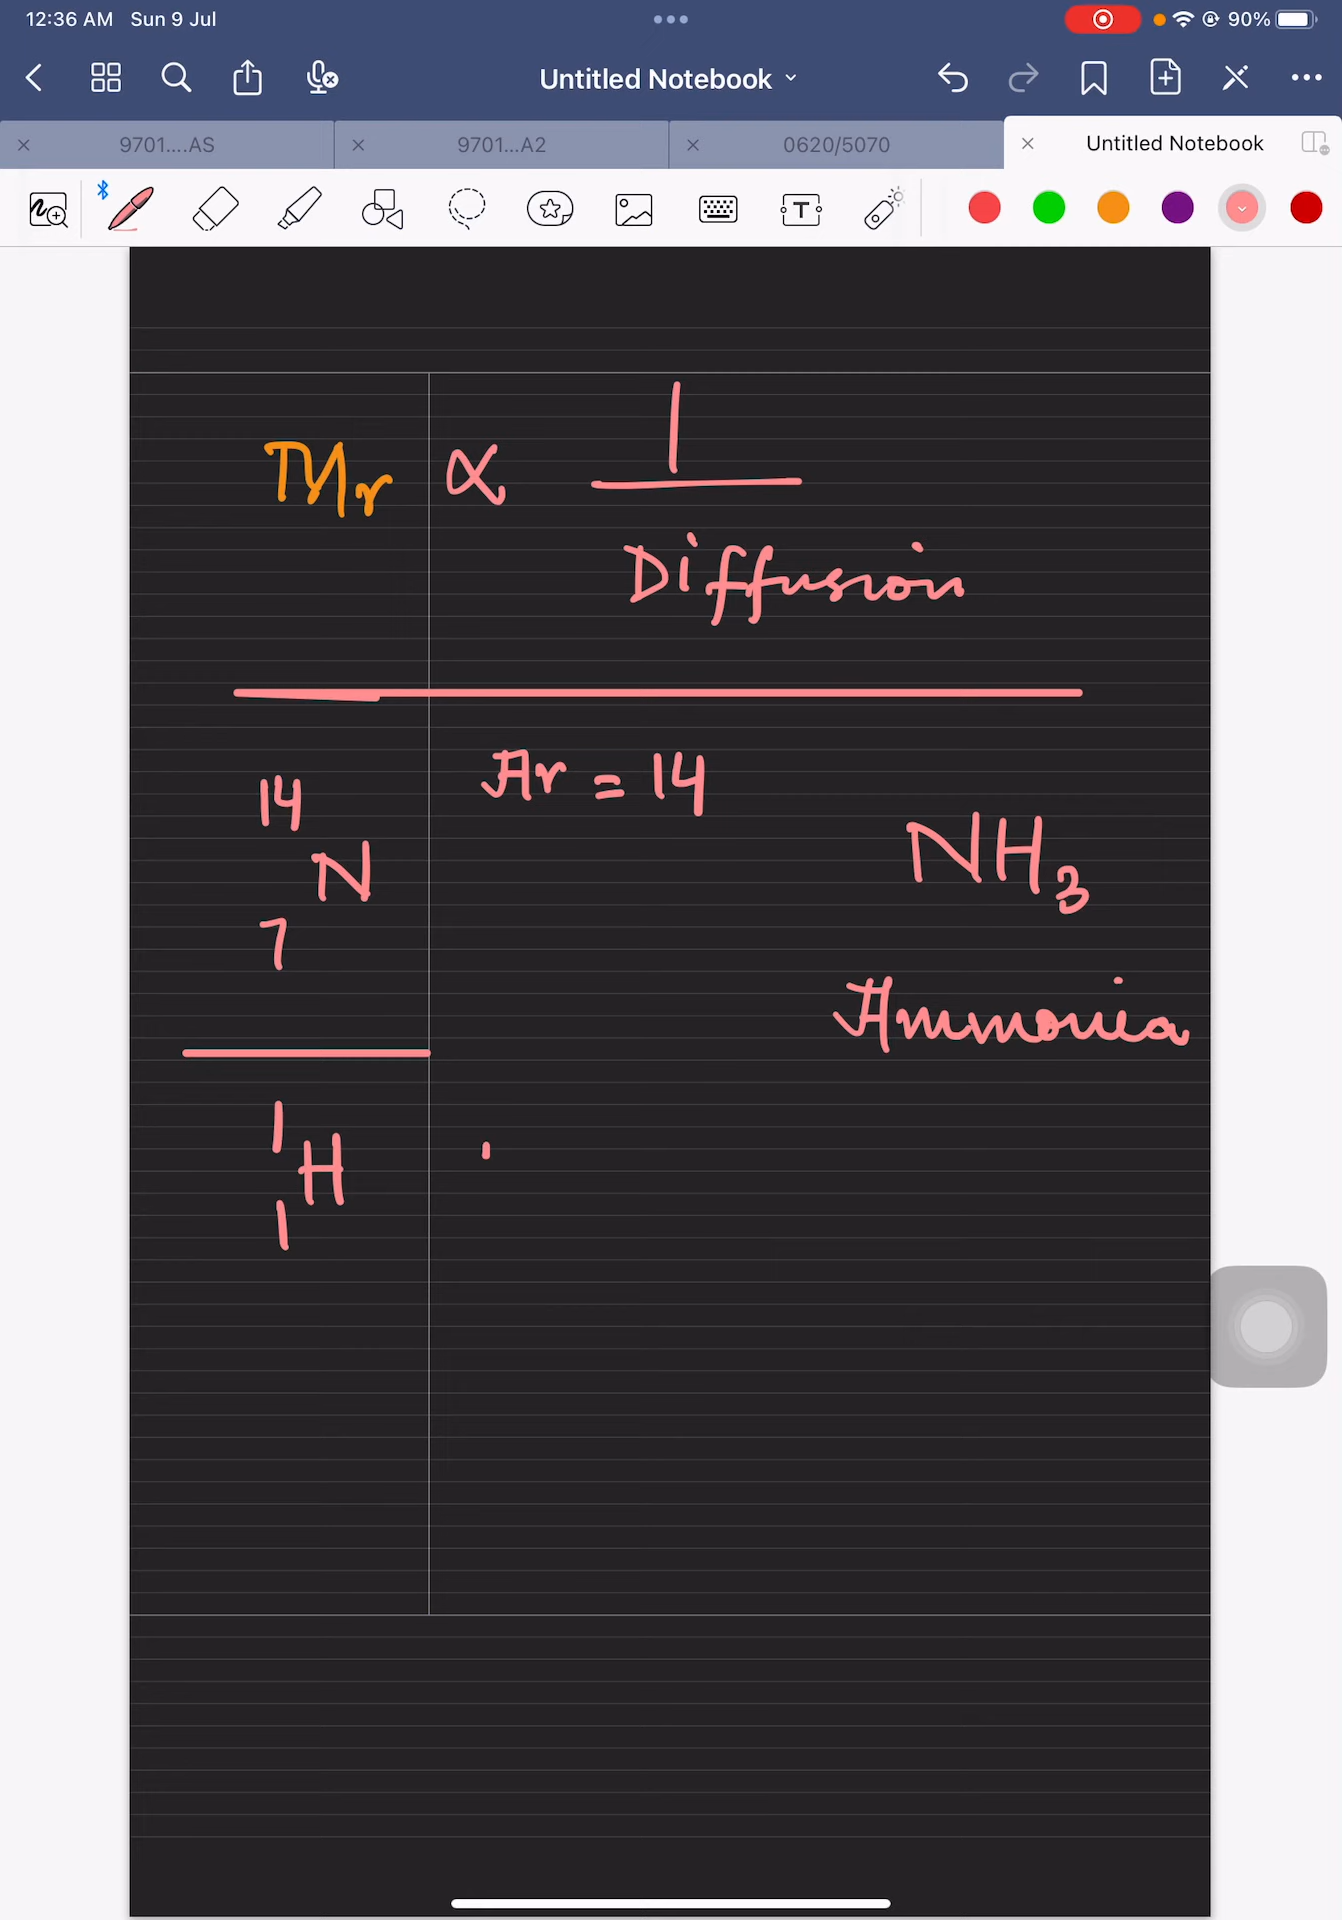 12:36 AM Sun 9 Jul
90%
Untitled Notebook
9701....AS
9701...A2
0620/5070
Untitled Notebook
T
Mr ∝ 1
Diffusion
Ar = 14
14
N
7
NH3
Ammonia
1
H
1